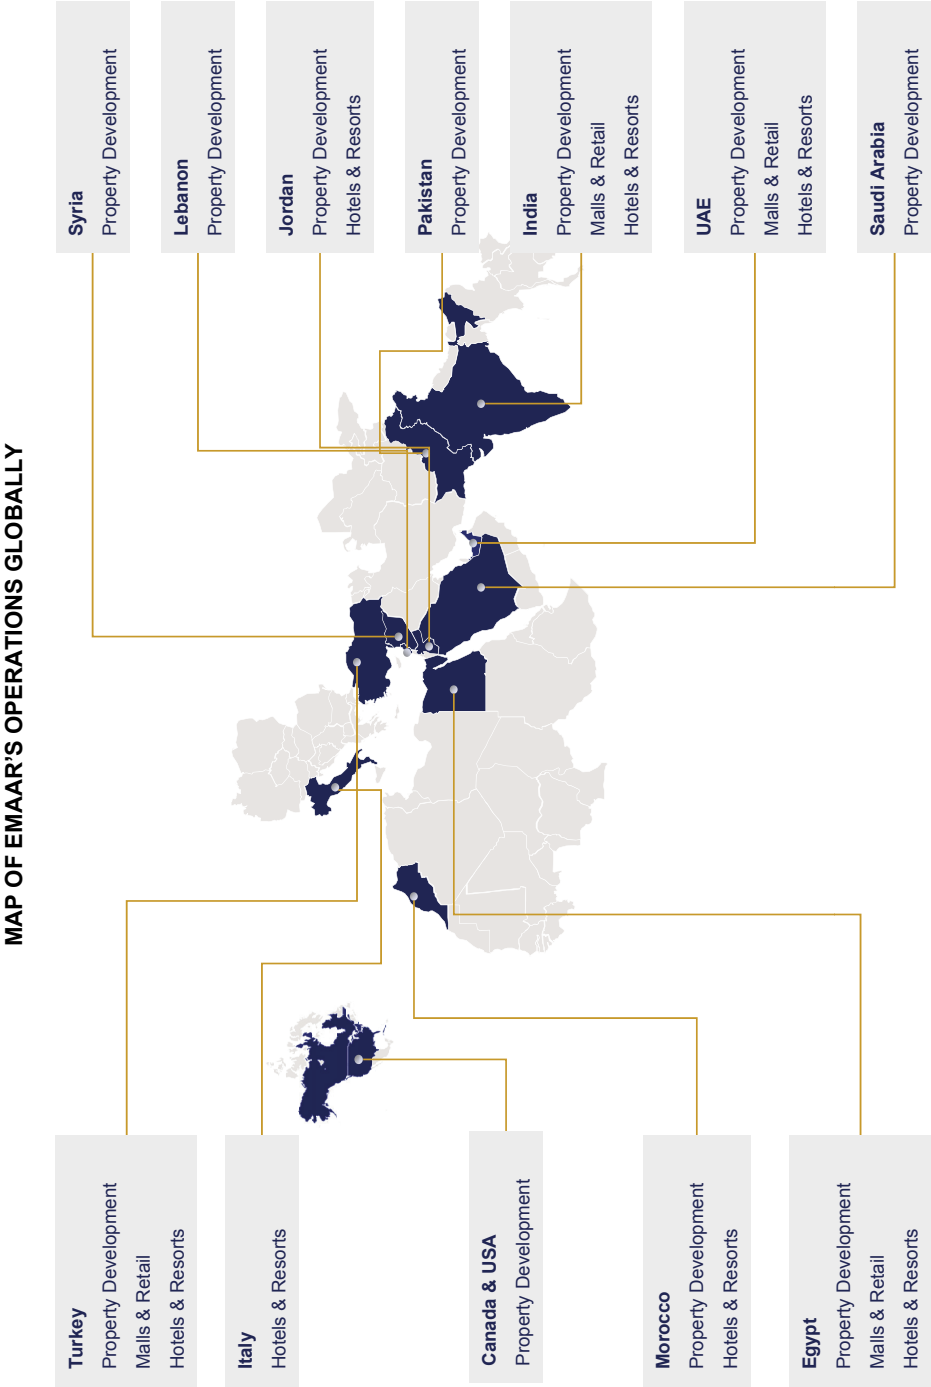 MAP OF EMAAR'S OPERATIONS GLOBALLY
Turkey
Property Development
Malls & Retail
Hotels & Resorts
Italy
Hotels & Resorts
Canada & USA
Property Development
Morocco
Property Development
Hotels & Resorts
Egypt
Property Development
Malls & Retail
Hotels & Resorts
Syria
Property Development
Lebanon
Property Development
Jordan
Property Development
Hotels & Resorts
Pakistan
Property Development
India
Property Development
Malls & Retail
Hotels & Resorts
UAE
Property Development
Malls & Retail
Hotels & Resorts
Saudi Arabia
Property Development